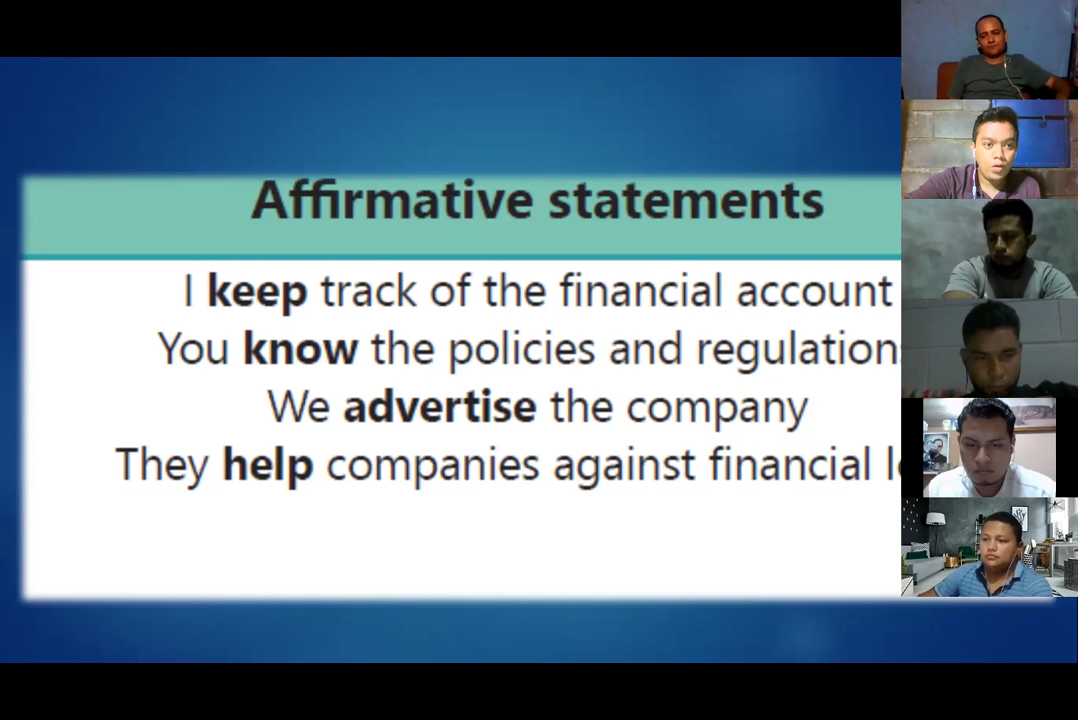 Affirmative statements
I keep track of the financial account
You know the policies and regulation
We advertise the company
They help companies against financial